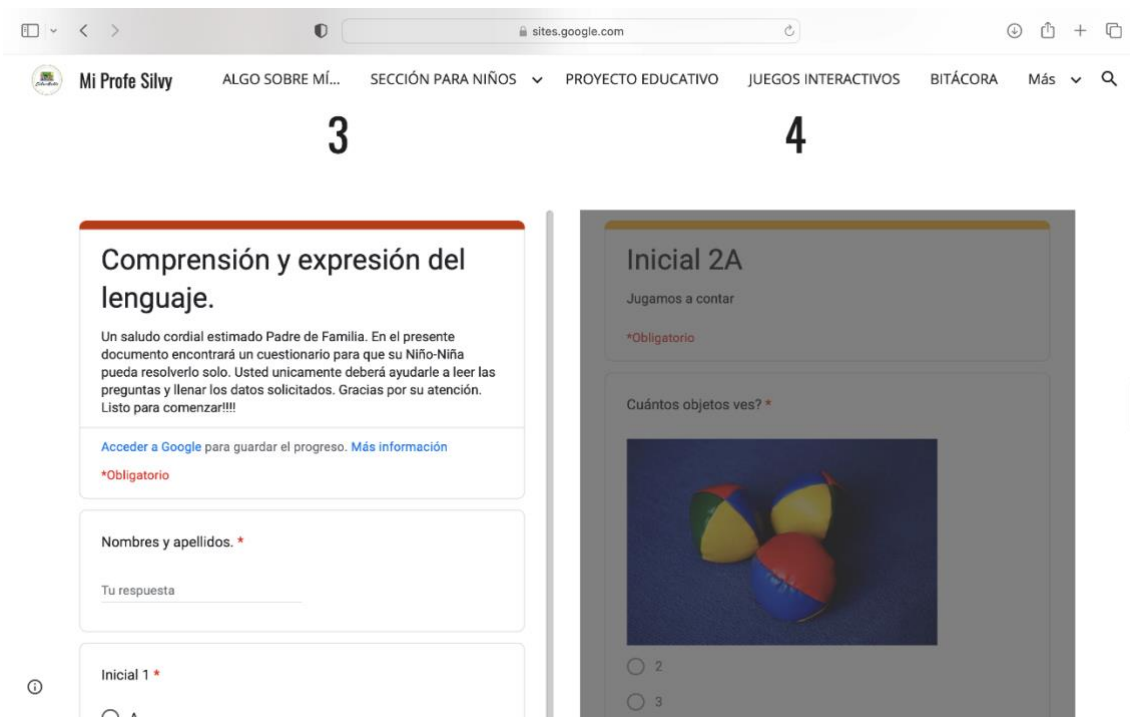 sites.google.com
Mi Profe Silvy
ALGO SOBRE MÍ... SECCIÓN PARA NIÑOS PROYECTO EDUCATIVO JUEGOS INTERACTIVOS BITÁCORA Más
3
4
Comprensión y expresión del
lenguaje.
Un saludo cordial estimado Padre de Familia. En el presente
documento encontrará un cuestionario para que su Niño-Niña
pueda resolverlo solo. Usted unicamente deberá ayudarle a leer las
preguntas y llenar los datos solicitados. Gracias por su atención.
Listo para comenzar!!!!
Acceder a Google para guardar el progreso. Más información
*Obligatorio
Nombres y apellidos. *
Tu respuesta
Inicial 1 *
A
Inicial 2A
Jugamos a contar
*Obligatorio
Cuántos objetos ves? *
2
3